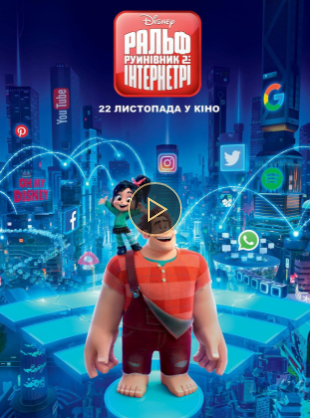 DISNEY
РАЛЬФ
РУЙНІВНИК 2:
ІНТЕРНЕТРІ
22 ЛИСТОПАДА У КІНО
YouTube
OH MY
DISNEY